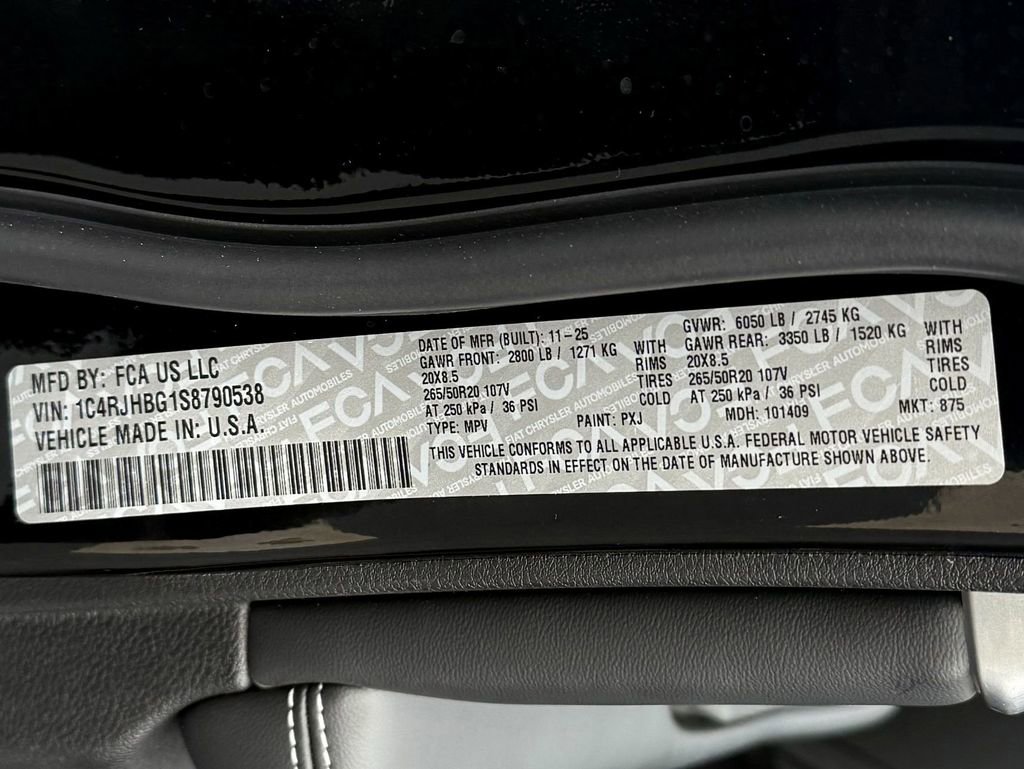 MFD BY: FCA US LLC
VIN: 1C4RJHBG1S8790538
VEHICLE MADE IN: U.S.A.
DATE OF MFR (BUILT): 11-25
GAWR FRONT: 2800 LB / 1271 KG WITH
20X8.5 RIMS
265/50R20 107V TIRES
AT 250 kPa / 36 PSI COLD
TYPE: MPV PAINT: PXJ
GVWR: 6050 LB / 2745 KG
GAWR REAR: 3350 LB / 1520 KG WITH
20X8.5 RIMS
265/50R20 107V TIRES
AT 250 kPa / 36 PSI COLD
MDH: 101409 MKT: 875
THIS VEHICLE CONFORMS TO ALL APPLICABLE U.S.A. FEDERAL MOTOR VEHICLE SAFETY
STANDARDS IN EFFECT ON THE DATE OF MANUFACTURE SHOWN ABOVE.
FCA
FIAT CHRYSLER AUTOMOBILES